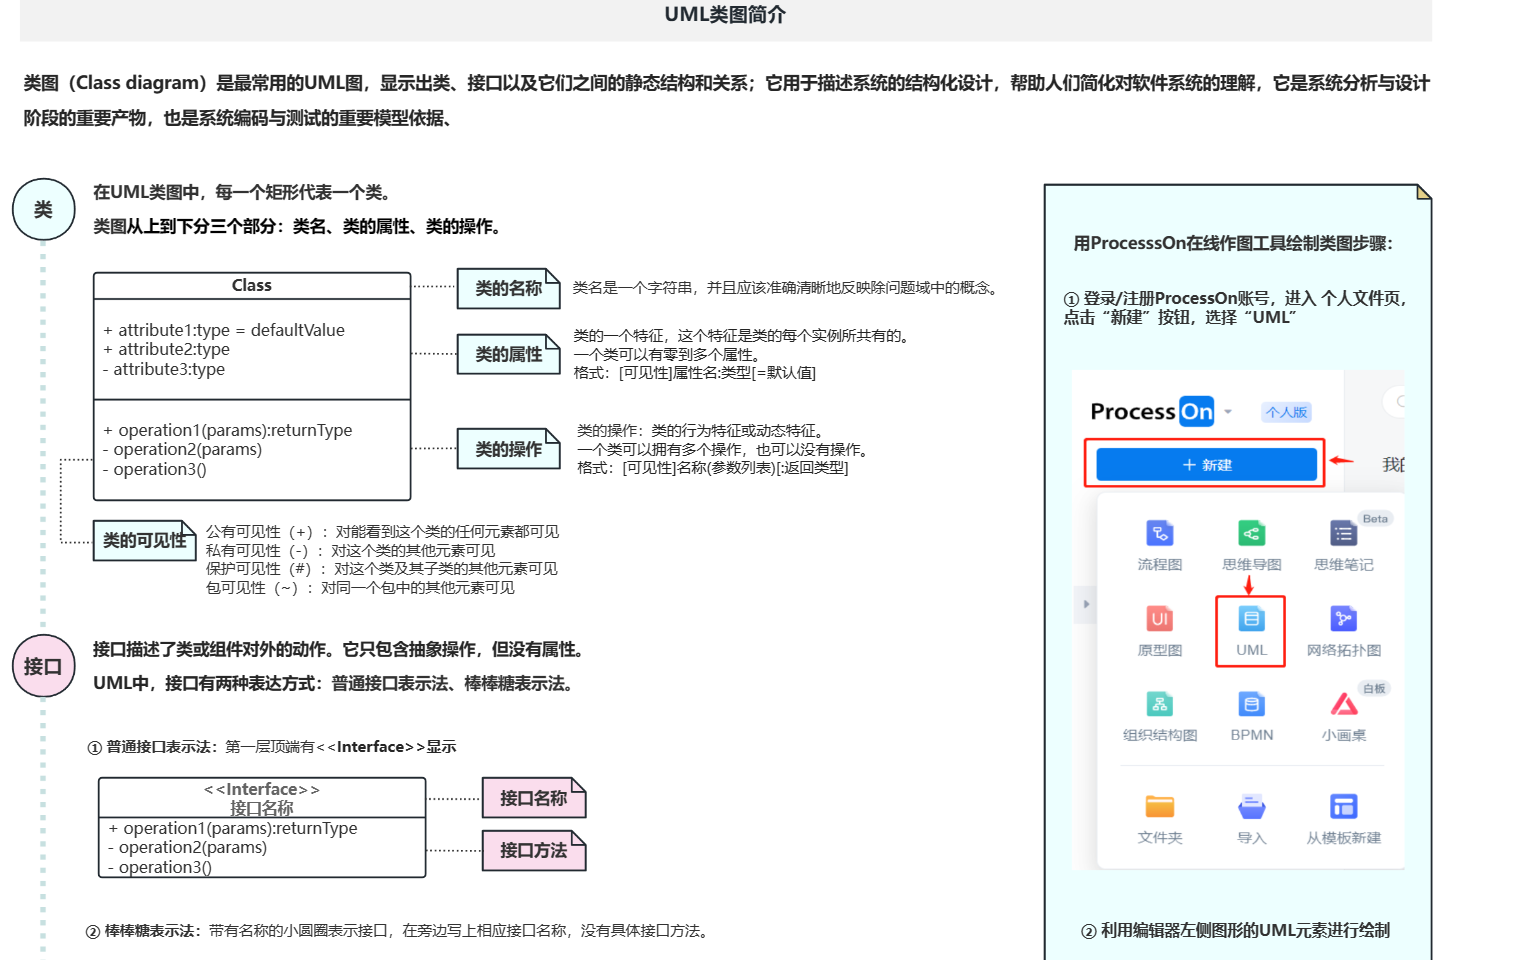 UML类图简介
类图（Class diagram）是最常用的UML图，显示出类、接口以及它们之间的静态结构和关系；它用于描述系统的结构化设计，帮助人们简化对软件系统的理解，它是系统分析与设计
阶段的重要产物，也是系统编码与测试的重要模型依据、
类
在UML类图中，每一个矩形代表一个类。
类图从上到下分三个部分：类名、类的属性、类的操作。
Class
+ attribute1:type = defaultValue
+ attribute2:type
- attribute3:type
+ operation1(params):returnType
- operation2(params)
- operation3()
类的名称
类名是一个字符串，并且应该准确清晰地反映除问题域中的概念。
类的属性
类的一个特征，这个特征是类的每个实例所共有的。
一个类可以有零到多个属性。
格式：[可见性]属性名:类型[=默认值]
类的操作
类的操作：类的行为特征或动态特征。
一个类可以拥有多个操作，也可以没有操作。
格式：[可见性]名称(参数列表)[:返回类型]
类的可见性
公有可见性（+）：对能看到这个类的任何元素都可见
私有可见性（-）：对这个类的其他元素可见
保护可见性（#）：对这个类及其子类的其他元素可见
包可见性（~）：对同一个包中的其他元素可见
接口
接口描述了类或组件对外的动作。它只包含抽象操作，但没有属性。
UML中，接口有两种表达方式：普通接口表示法、棒棒糖表示法。
① 普通接口表示法：第一层顶端有<<Interface>>显示
<<Interface>>
接口名称
+ operation1(params):returnType
- operation2(params)
- operation3()
接口名称
接口方法
② 棒棒糖表示法：带有名称的小圆圈表示接口，在旁边写上相应接口名称，没有具体接口方法。
用ProcesssOn在线作图工具绘制类图步骤：
① 登录/注册ProcessOn账号，进入 个人文件页，
点击“新建”按钮，选择“UML”
ProcessOn 个人版
+ 新建
我的
Beta
流程图 思维导图 思维笔记
UI
原型图 UML 网络拓扑图
白板
组织结构图 BPMN 小画桌
文件夹 导入 从模板新建
② 利用编辑器左侧图形的UML元素进行绘制